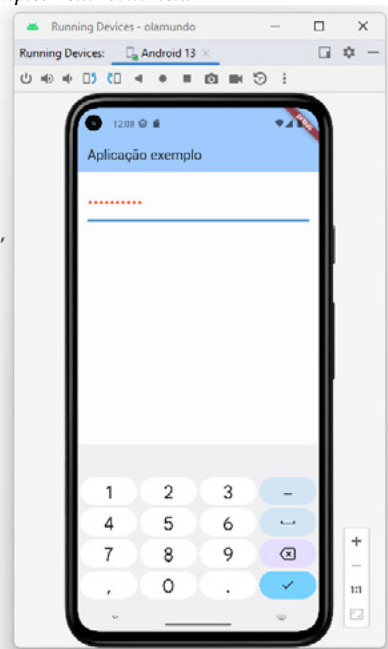 Running Devices - olamundo
Running Devices: Android 13
12:09
Aplicação exemplo
1 2 3 -
4 5 6
7 8 9
, 0 .
1:1